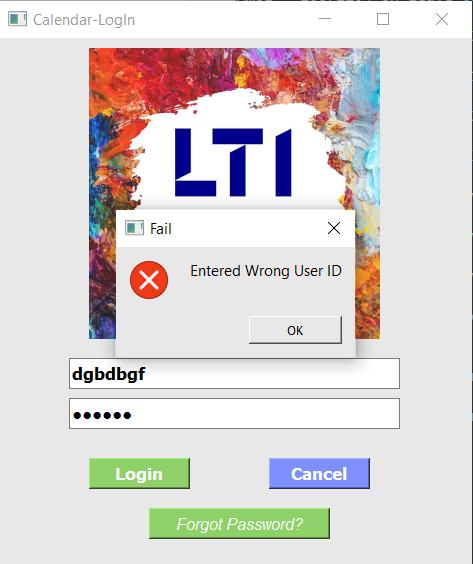 Calendar-LogIn
LTI
Fail
Entered Wrong User ID
OK
dgbdbgf
●●●●●●
Login
Cancel
Forgot Password?